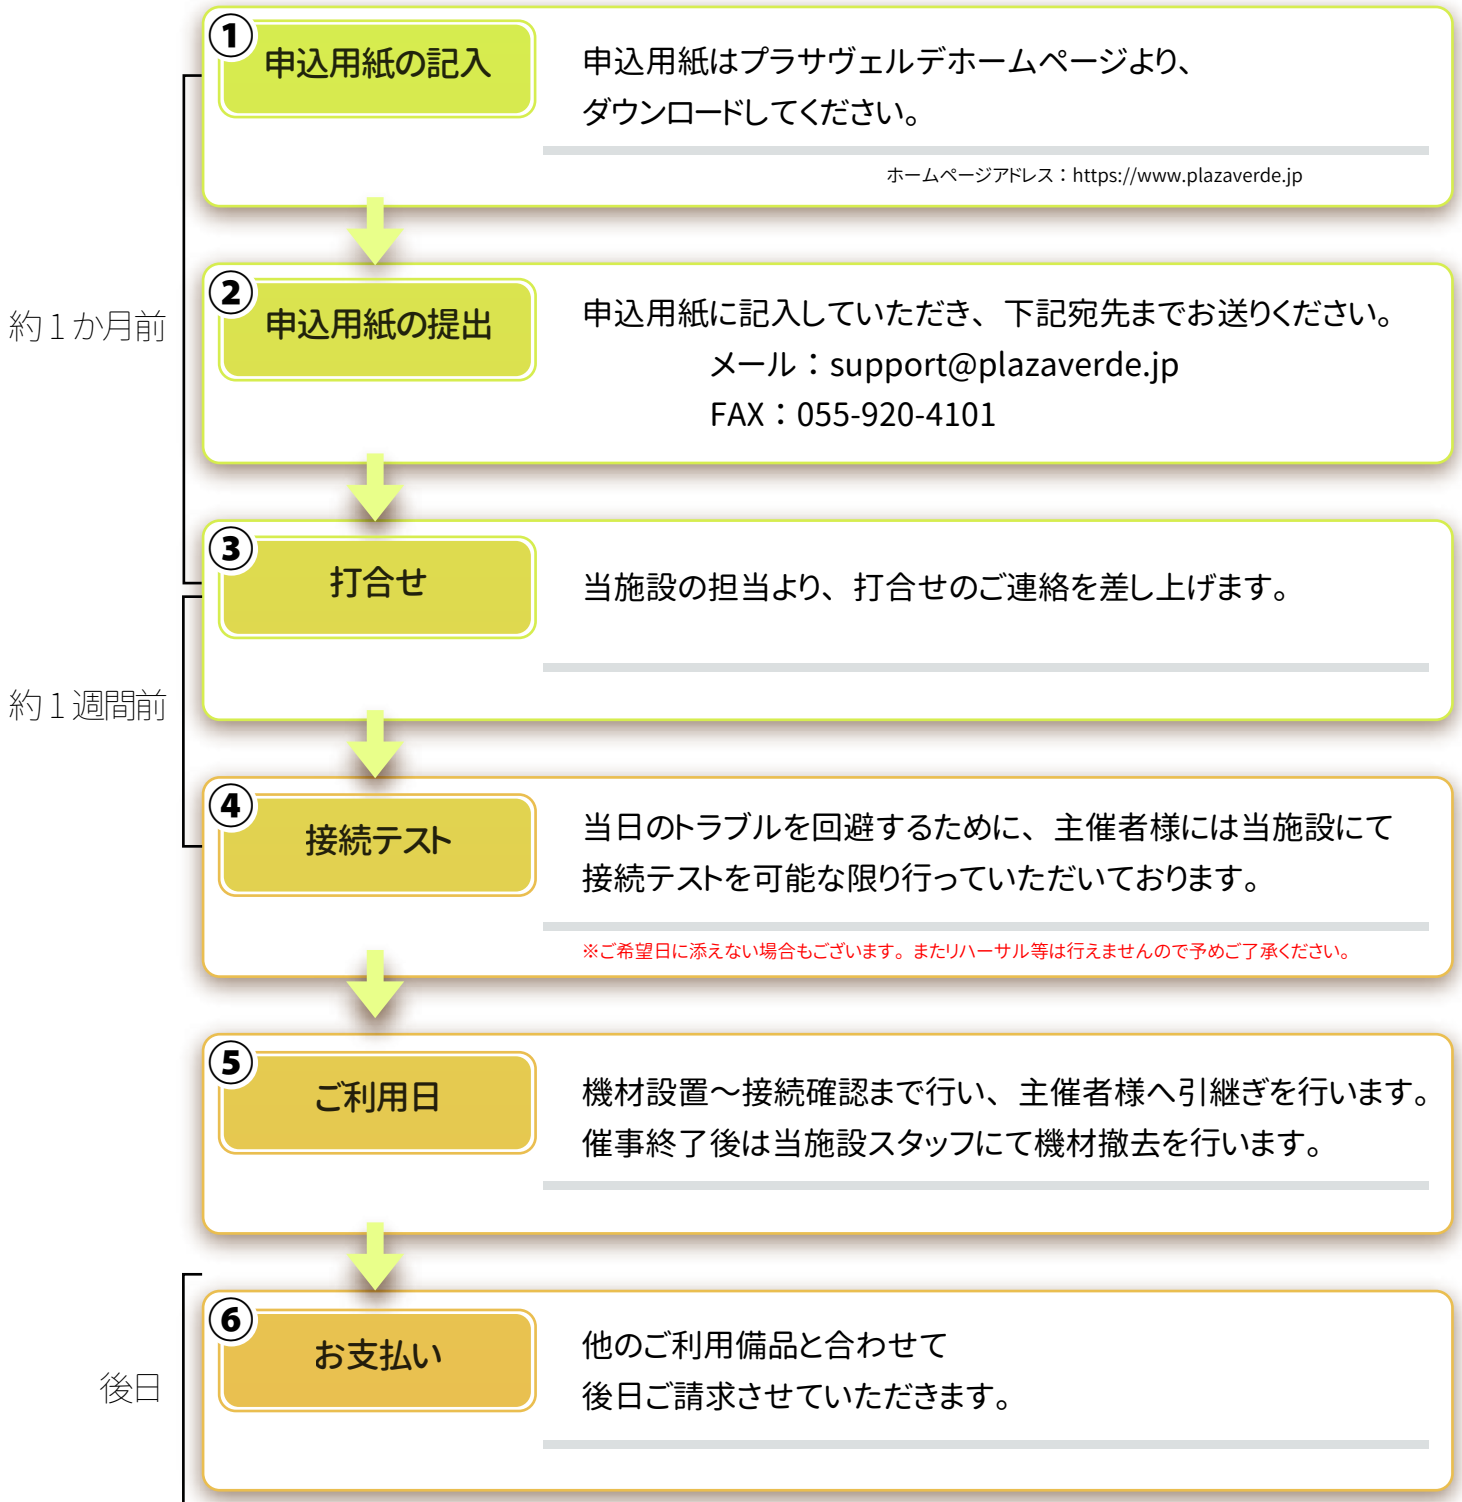 ①
申込用紙の記入
申込用紙はプラサヴェルデホームページより、
ダウンロードしてください。
ホームページアドレス：https://www.plazaverde.jp
約１か月前
②
申込用紙の提出
申込用紙に記入していただき、下記宛先までお送りください。
メール：support@plazaverde.jp
FAX：055-920-4101
③
打合せ
当施設の担当より、打合せのご連絡を差し上げます。
約１週間前
④
接続テスト
当日のトラブルを回避するために、主催者様には当施設にて
接続テストを可能な限り行っていただいております。
※ご希望日に添えない場合もございます。またリハーサル等は行えませんので予めご了承ください。
⑤
ご利用日
機材設置～接続確認まで行い、主催者様へ引継ぎを行います。
催事終了後は当施設スタッフにて機材撤去を行います。
⑥
お支払い
他のご利用備品と合わせて
後日ご請求させていただきます。
後日